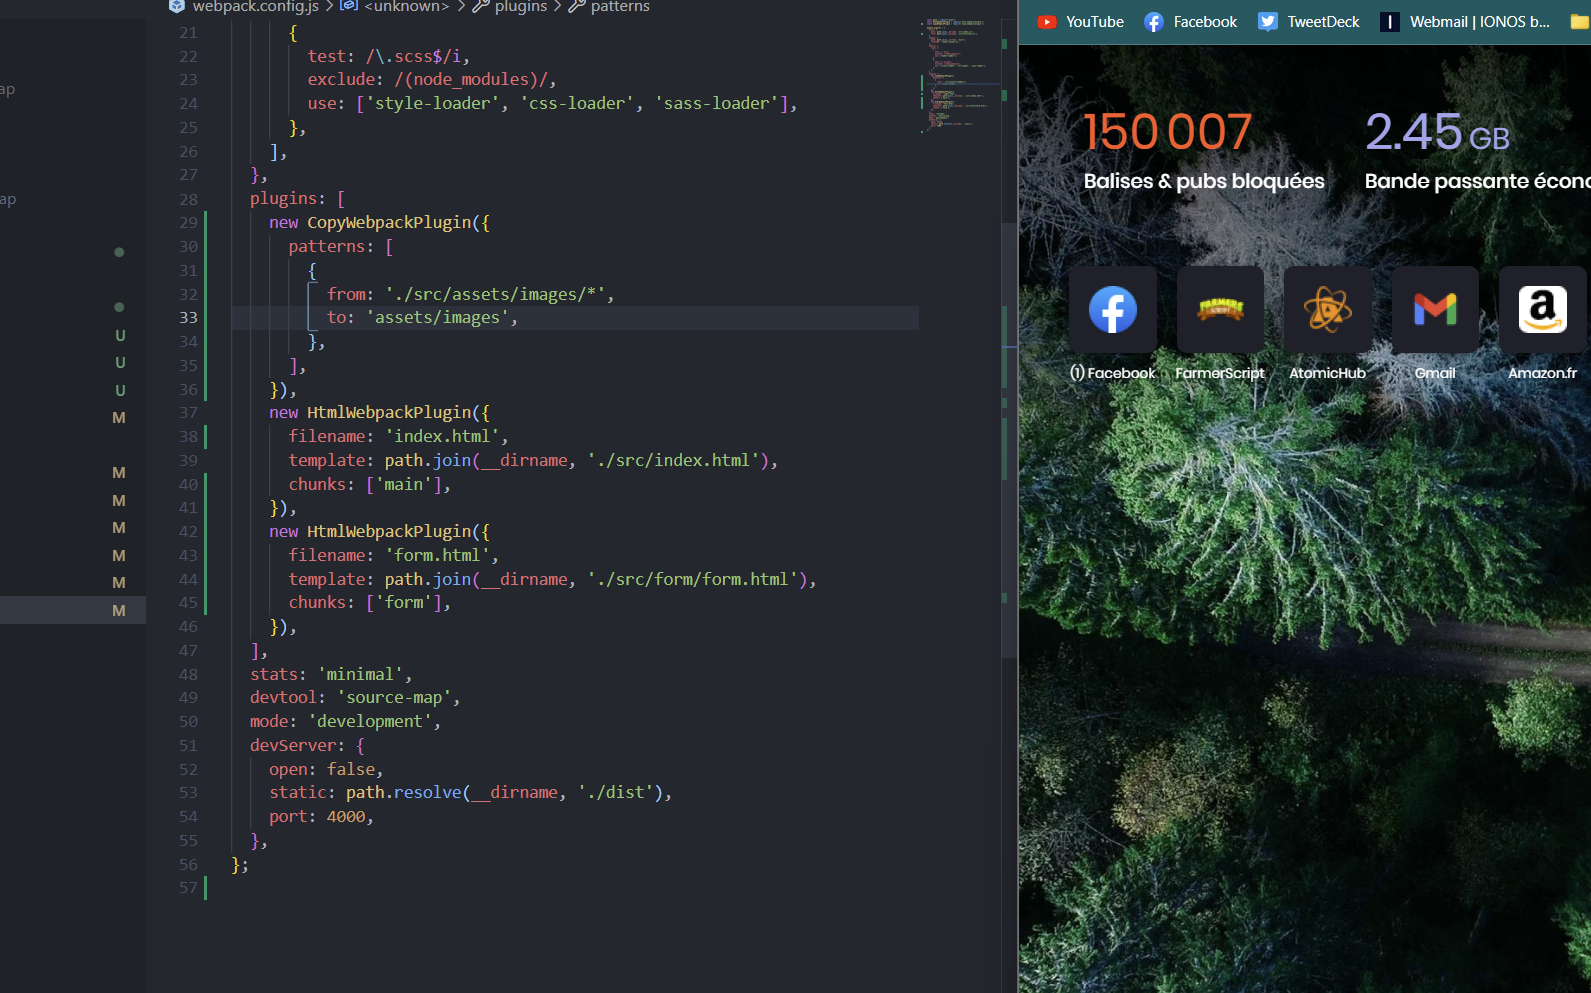 webpack.config.js > <unknown> > plugins > patterns
ap
ap
U
U
U
M
M
M
M
M
M
M
21 {
22 test: /\.scss$/i,
23 exclude: /(node_modules)/,
24 use: ['style-loader', 'css-loader', 'sass-loader'],
25 },
26 ],
27 },
28 plugins: [
29 new CopyWebpackPlugin({
30 patterns: [
31 {
32 from: './src/assets/images/*',
33 to: 'assets/images',
34 },
35 ],
36 }),
37 new HtmlWebpackPlugin({
38 filename: 'index.html',
39 template: path.join(__dirname, './src/index.html'),
40 chunks: ['main'],
41 }),
42 new HtmlWebpackPlugin({
43 filename: 'form.html',
44 template: path.join(__dirname, './src/form/form.html'),
45 chunks: ['form'],
46 }),
47 ],
48 stats: 'minimal',
49 devtool: 'source-map',
50 mode: 'development',
51 devServer: {
52 open: false,
53 static: path.resolve(__dirname, './dist'),
54 port: 4000,
55 },
56 };
57
YouTube Facebook TweetDeck Webmail | IONOS b...
150 007 2.45 GB
Balises & pubs bloquées Bande passante écono
FARMERS
a
(1) Facebook FarmerScript AtomicHub Gmail Amazon.fr